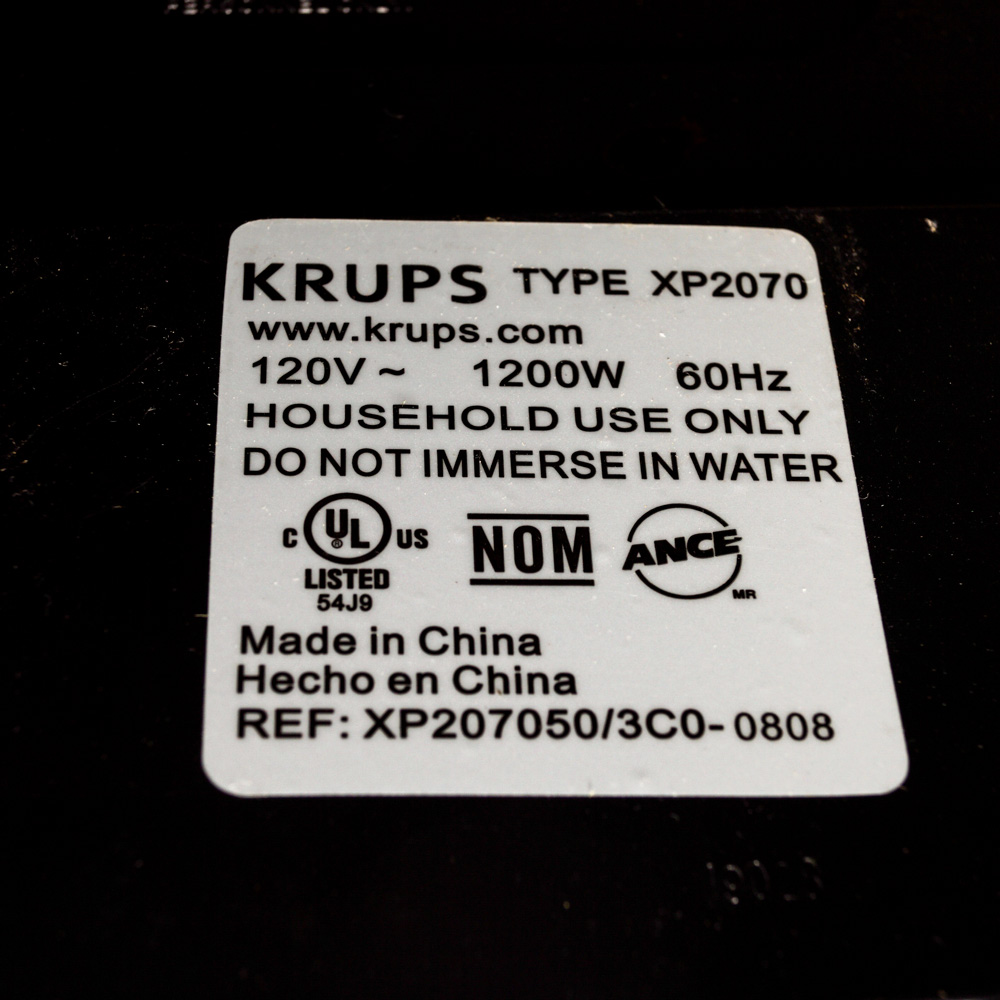 KRUPS TYPE XP2070
www.krups.com
120V ~ 1200W 60Hz
HOUSEHOLD USE ONLY
DO NOT IMMERSE IN WATER
C UL ® US
LISTED
54J9
NOM
ANCE
MR
Made in China
Hecho en China
REF: XP207050/3C0- 0808